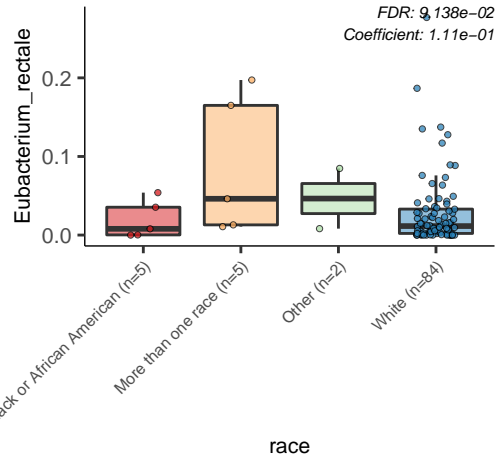 FDR: 9.138e−02
Coefficient: 1.11e−01
Eubacterium_rectale
0.2
0.1
0.0
ack or African American (n=5)
More than one race (n=5)
Other (n=2)
White (n=84)
race